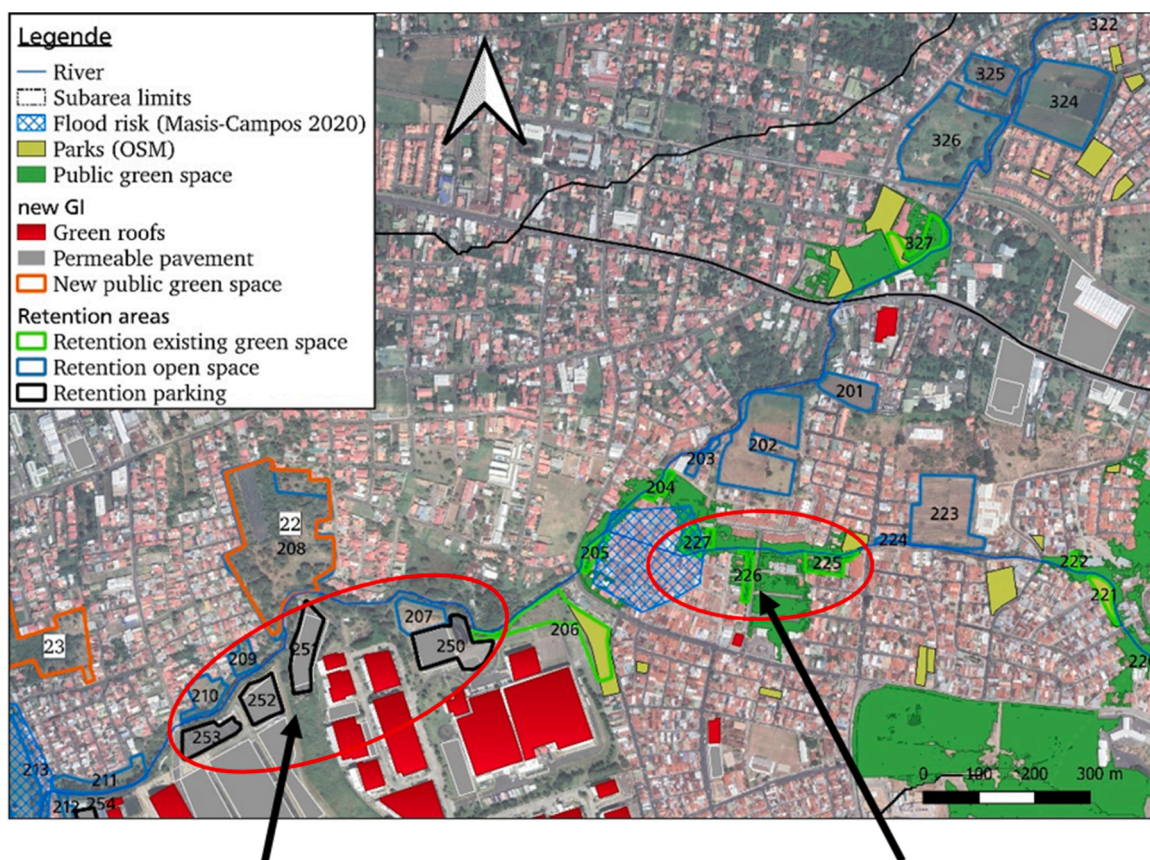 Legende
River
Subarea limits
Flood risk (Masis-Campos 2020)
Parks (OSM)
Public green space
new GI
Green roofs
Permeable pavement
New public green space
Retention areas
Retention existing green space
Retention open space
Retention parking
322
325
324
326
327
201
202
203
204
223
22
208
205
227
224
225
222
226
221
207
206
220
23
209
250
251
210
252
253
213
211
212
254
0 100 200 300 m